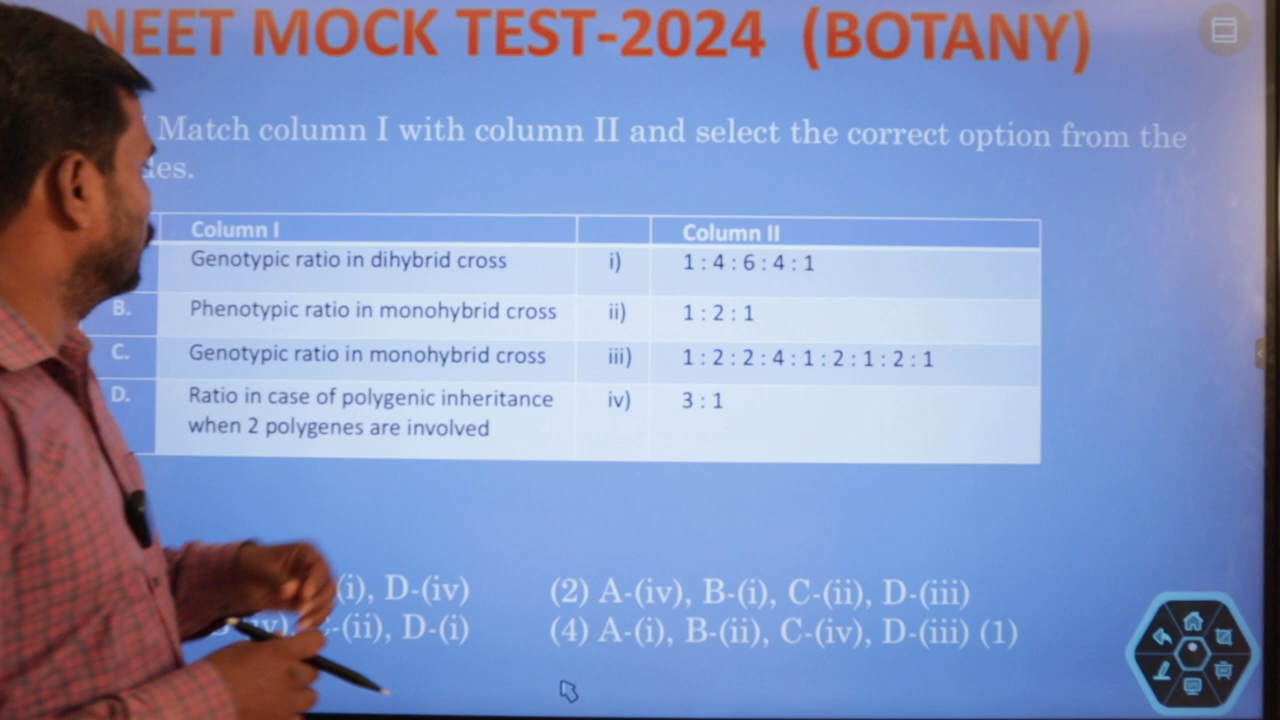 NEET MOCK TEST-2024 (BOTANY)
Match column I with column II and select the correct option from the
Column I Column II
Genotypic ratio in dihybrid cross i) 1 : 4 : 6 : 4 : 1
B. Phenotypic ratio in monohybrid cross ii) 1 : 2 : 1
C. Genotypic ratio in monohybrid cross iii) 1 : 2 : 2 : 4 : 1 : 2 : 1 : 2 : 1
D. Ratio in case of polygenic inheritance iv) 3 : 1
when 2 polygenes are involved
(i), D-(iv) (2) A-(iv), B-(i), C-(ii), D-(iii)
-(ii), D-(i) (4) A-(i), B-(ii), C-(iv), D-(iii) (1)